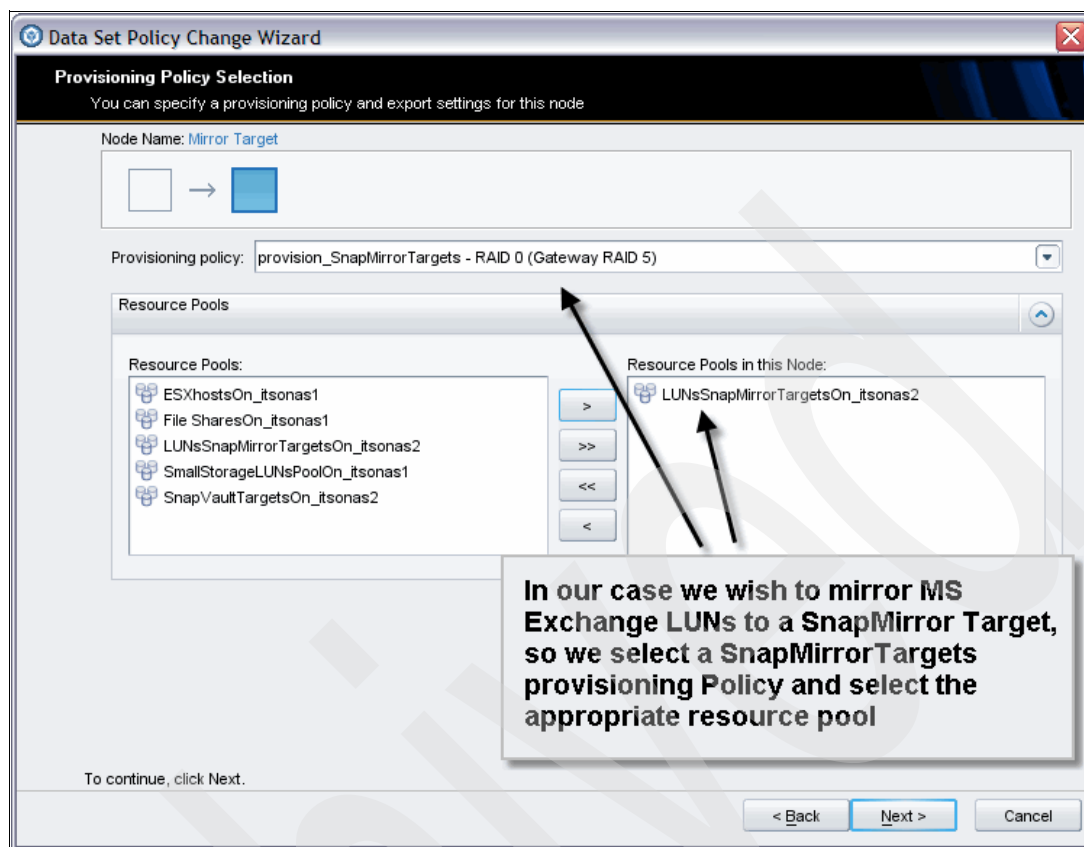 Data Set Policy Change Wizard
Provisioning Policy Selection
You can specify a provisioning policy and export settings for this node
Node Name: Mirror Target
Provisioning policy: provision_SnapMirrorTargets - RAID 0 (Gateway RAID 5)
Resource Pools
Resource Pools:
ESXhostsOn_itsonas1
File SharesOn_itsonas1
LUNsSnapMirrorTargetsOn_itsonas2
SmallStorageLUNsPoolOn_itsonas1
SnapVaultTargetsOn_itsonas2
>
>>
<<
<
Resource Pools in this Node:
LUNsSnapMirrorTargetsOn_itsonas2
In our case we wish to mirror MS
Exchange LUNs to a SnapMirror Target,
so we select a SnapMirrorTargets
provisioning Policy and select the
appropriate resource pool
To continue, click Next.
< Back Next > Cancel